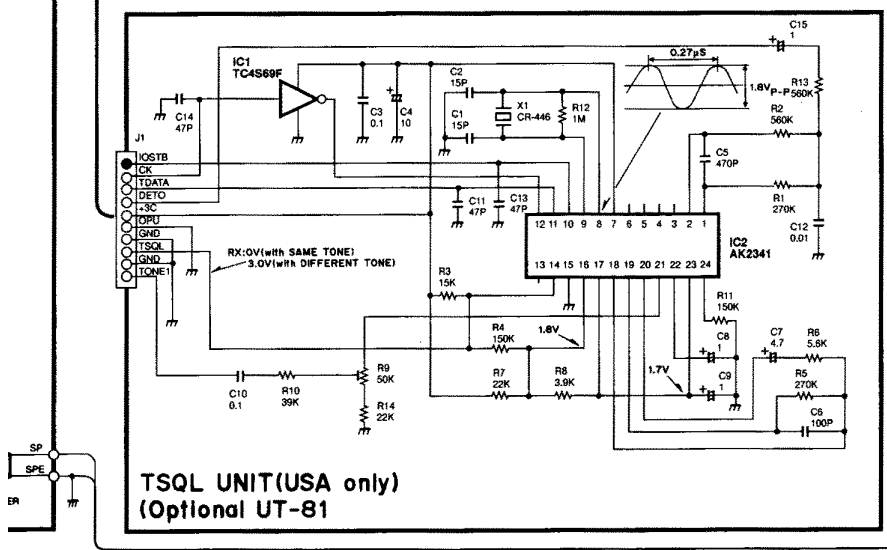 C15
1
0.27µS
1.8VP-P
R13
560K
R2
560K
IC1
TC4S69F
C2
15P
C1
15P
X1
CR-446
R12
1M
C3
0.1
C4
10
C14
47P
C5
470P
R1
270K
C12
0.01
J1
IOSTB
CK
TDATA
DETO
+3C
OPU
GND
TSQL
GND
TONE1
C11
47P
C13
47P
12 11 10 9 8 7 6 5 4 3 2 1
IC2
AK2341
13 14 15 16 17 18 19 20 21 22 23 24
RX:0V(with SAME TONE)
3.0V(with DIFFERENT TONE)
R3
15K
R11
150K
R4
150K
1.8V
C8
1
C7
4.7
R6
5.6K
R9
50K
R7
22K
R8
3.9K
1.7V
C9
1
R5
270K
C10
0.1
R10
39K
R14
22K
C6
100P
SP
SPE
ER
TSQL UNIT(USA only)
(Optional UT-81